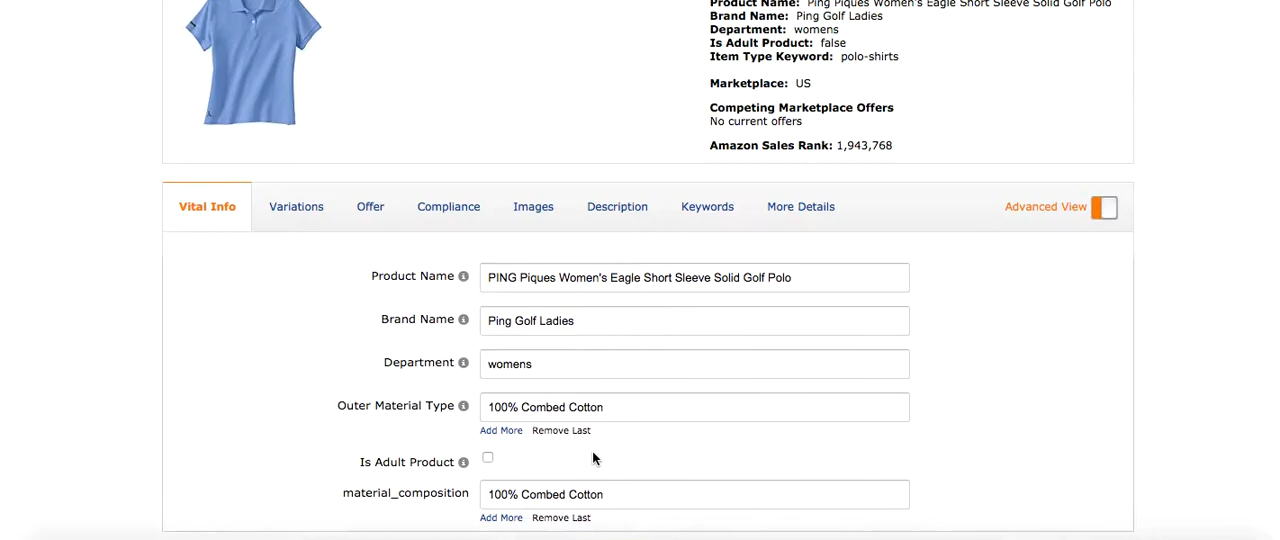 Product Name: Ping Piques Women's Eagle Short Sleeve Solid Golf Polo
Brand Name: Ping Golf Ladies
Department: womens
Is Adult Product: false
Item Type Keyword: polo-shirts
Marketplace: US
Competing Marketplace Offers
No current offers
Amazon Sales Rank: 1,943,768
Vital Info Variations Offer Compliance Images Description Keywords More Details Advanced View
Product Name PING Piques Women's Eagle Short Sleeve Solid Golf Polo
Brand Name Ping Golf Ladies
Department womens
Outer Material Type 100% Combed Cotton
Add More Remove Last
Is Adult Product
material_composition 100% Combed Cotton
Add More Remove Last